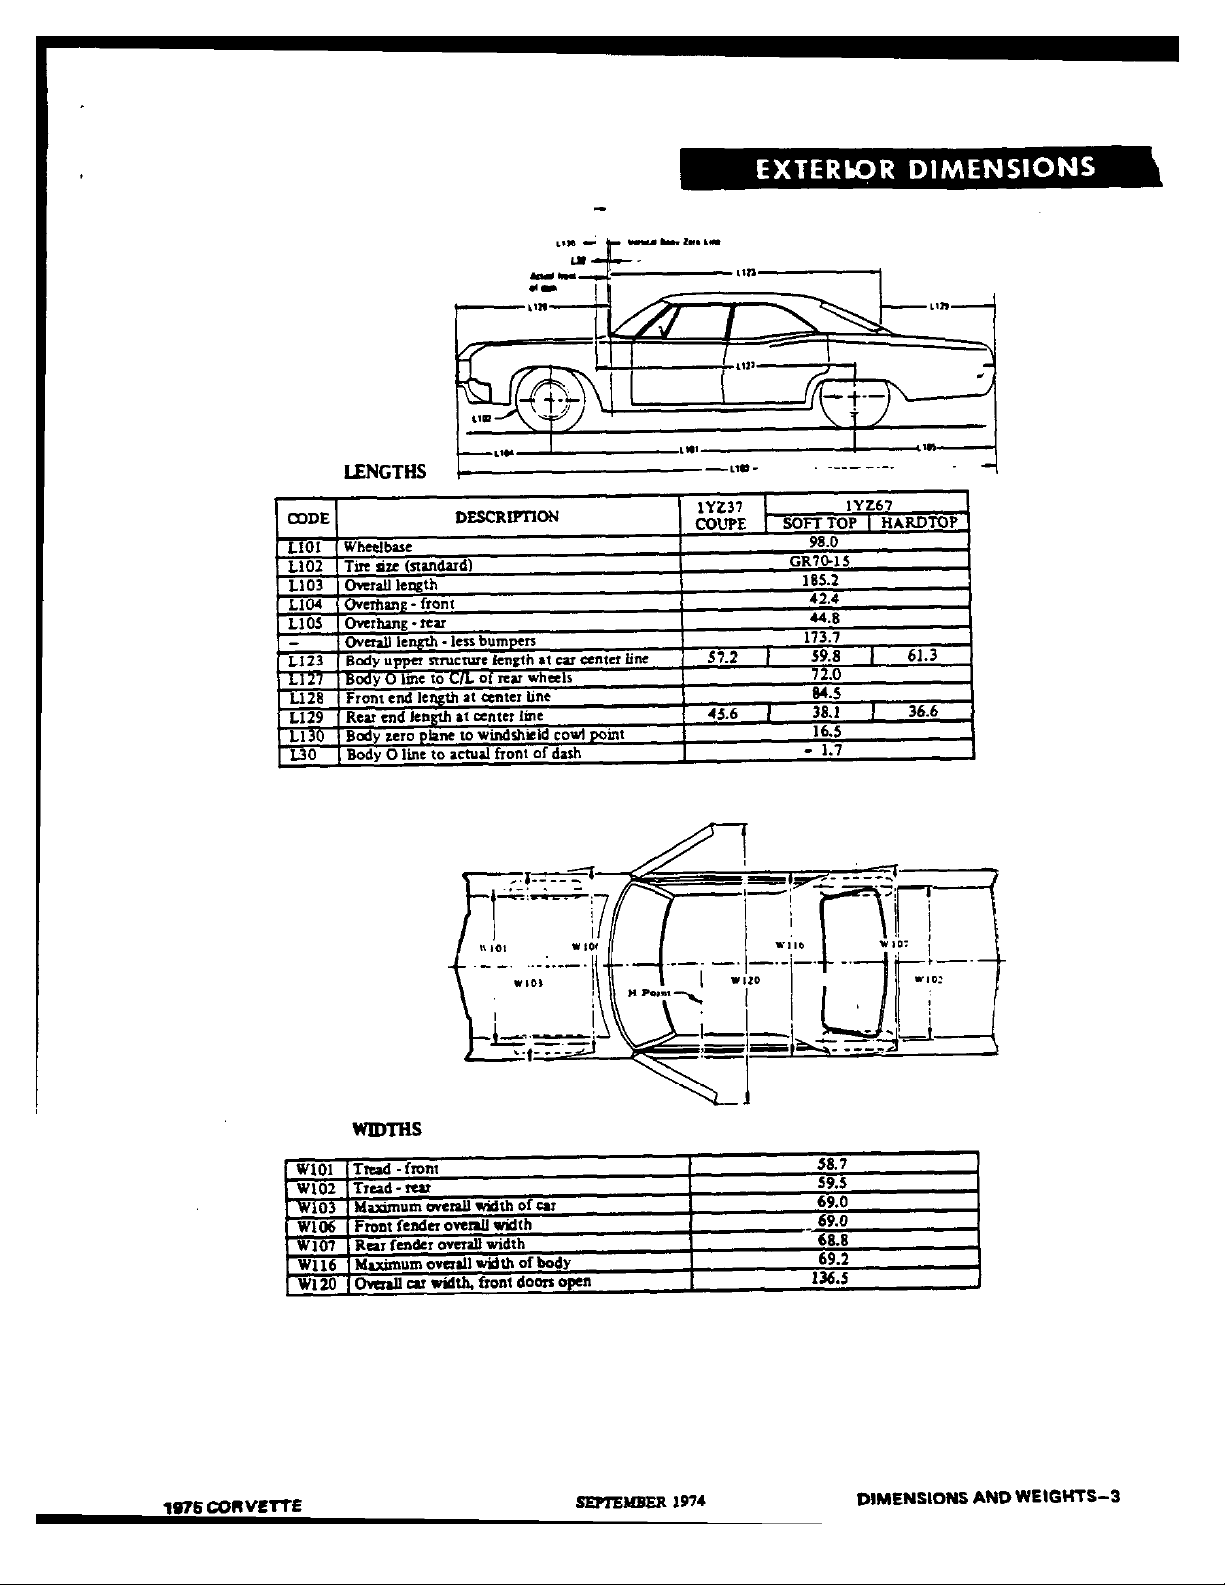 EXTERIOR DIMENSIONS
L130
Vertical Body Zero Line
L30
Actual front
of dash
L123
L128
L129
L127
L102
L104
L101
L105
L103
LENGTHS
CODE DESCRIPTION 1YZ37 COUPE 1YZ67
SOFT TOP HARDTOP
L101 Wheelbase 98.0
L102 Tire size (standard) GR70-15
L103 Overall length 185.2
L104 Overhang - front 42.4
L105 Overhang - rear 44.8
– Overall length - less bumpers 173.7
L123 Body upper structure length at car center line 57.2 59.8 61.3
L127 Body O line to C/L of rear wheels 72.0
L128 Front end length at center line 84.5
L129 Rear end length at center line 45.6 38.1 36.6
L130 Body zero plane to windshield cowl point 16.5
L30 Body O line to actual front of dash - 1.7
W101
W106
W116
W107
W103
W120
W102
H Point
WIDTHS
W101 Tread - front 58.7
W102 Tread - rear 59.5
W103 Maximum overall width of car 69.0
W106 Front fender overall width 69.0
W107 Rear fender overall width 68.8
W116 Maximum overall width of body 69.2
W120 Overall car width, front doors open 136.5
1975 CORVETTE SEPTEMBER 1974 DIMENSIONS AND WEIGHTS–3